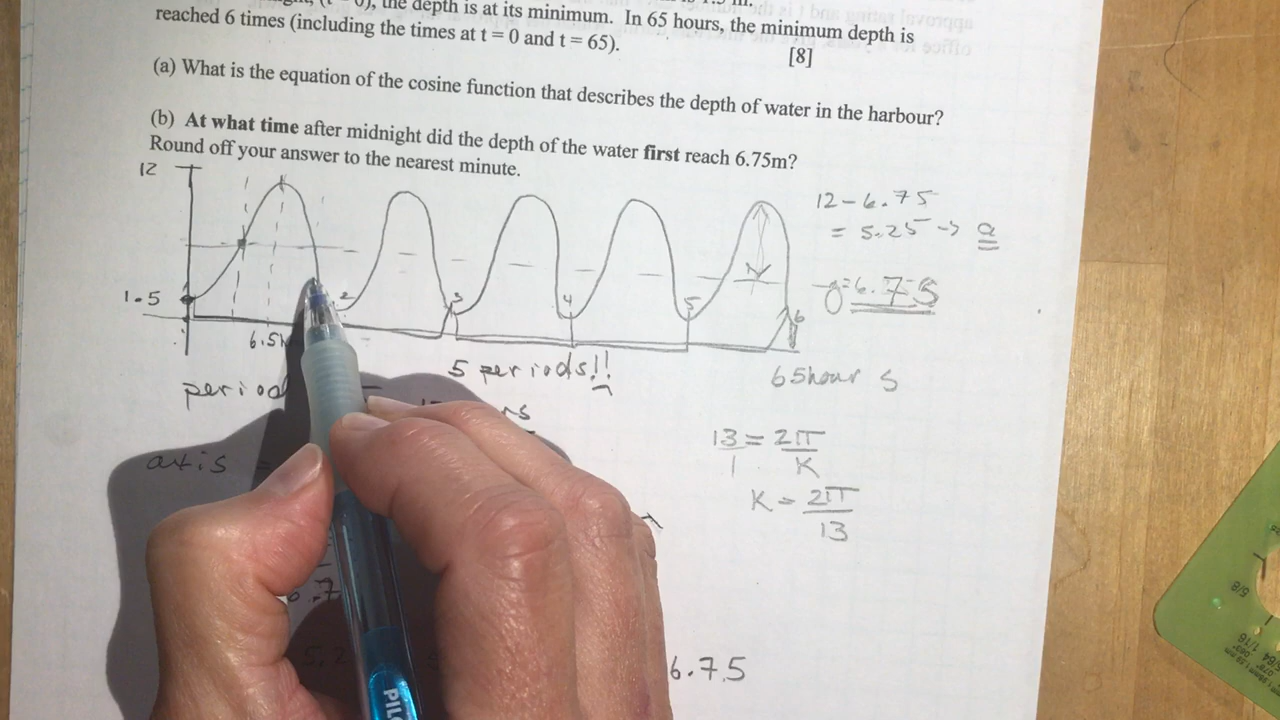 0), the depth is at its minimum. In 65 hours, the minimum depth is
reached 6 times (including the times at t = 0 and t = 65).
[8]
(a) What is the equation of the cosine function that describes the depth of water in the harbour?
(b) At what time after midnight did the depth of the water first reach 6.75m?
Round off your answer to the nearest minute.
12
1.5
2 3 4 5 6
6.5h
5 periods!!
65hours
12-6.75
= 5.25 -> a
y=6.75
period
axis =
13 = 2π
1 K
K = 2π
13
6.75
PILO